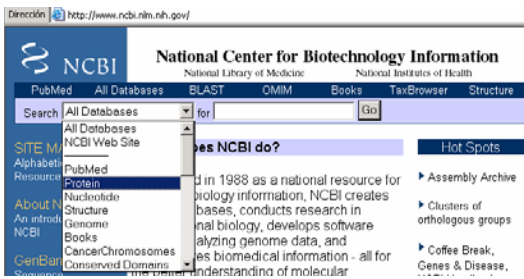 Dirección http://www.ncbi.nlm.nih.gov/
NCBI
National Center for Biotechnology Information
National Library of Medicine National Institutes of Health
PubMed All Databases BLAST OMIM Books TaxBrowser Structure
Search All Databases for Go
All Databases
NCBI Web Site
PubMed
Protein
Nucleotide
Structure
Genome
Books
CancerChromosomes
Conserved Domains
SITE
Alphabeti
Resource
About N
An introdu
NCBI
GenBan
Sequence
es NCBI do?
d in 1988 as a national resource for
biology information, NCBI creates
bases, conducts research in
nal biology, develops software
alyzing genome data, and
es biomedical information - all for
understanding of molecular
Hot Spots
Assembly Archive
Clusters of
orthologous groups
Coffee Break,
Genes & Disease,